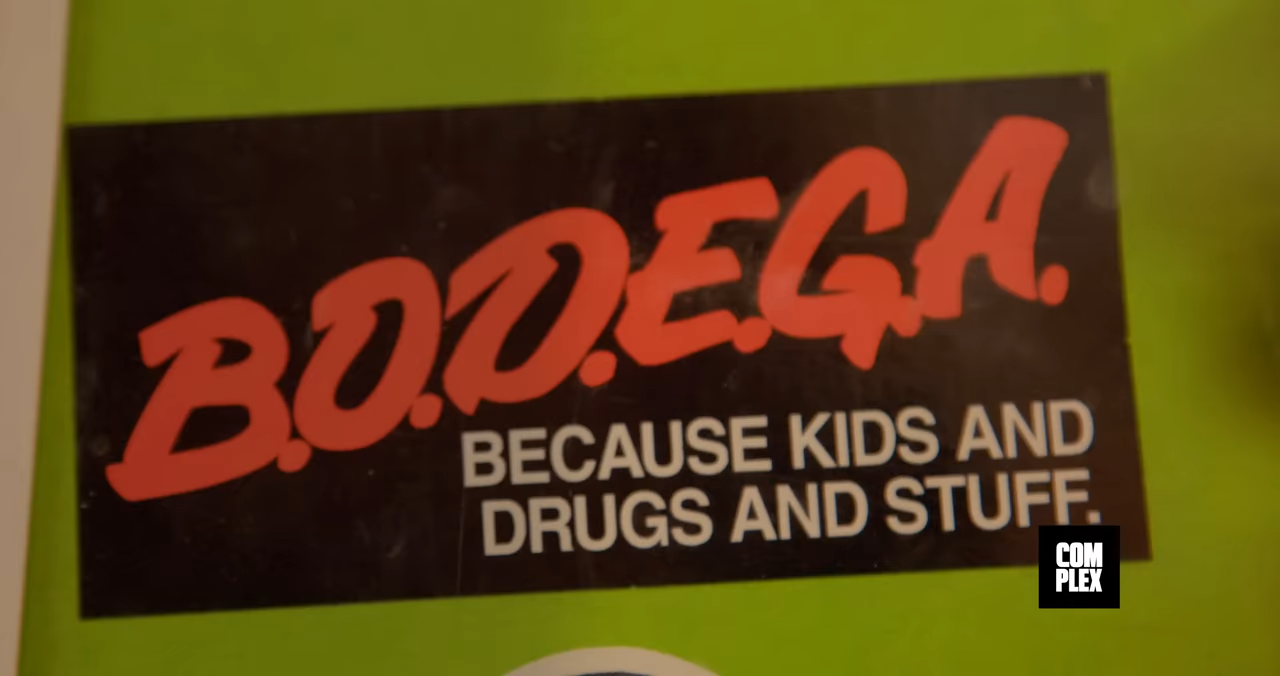 B.O.D.E.G.A.
BECAUSE KIDS AND
DRUGS AND STUFF.
COM
PLEX